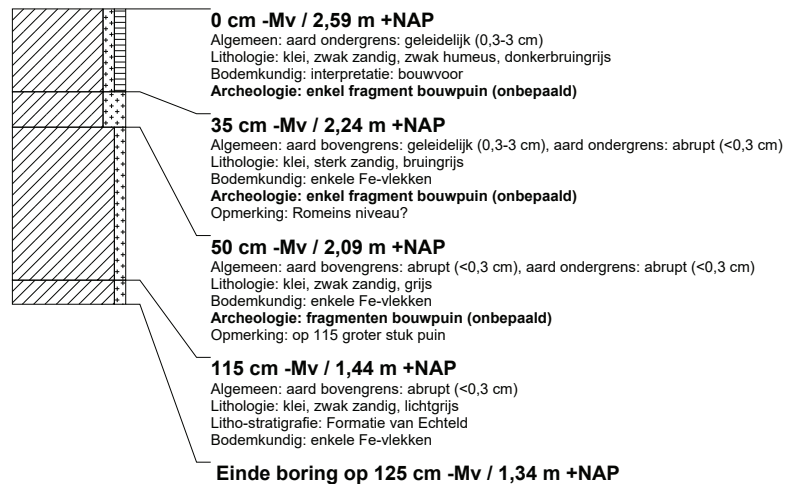 0 cm -Mv / 2,59 m +NAP
Algemeen: aard ondergrens: geleidelijk (0,3-3 cm)
Lithologie: klei, zwak zandig, zwak humeus, donkerbruingrijs
Bodemkundig: interpretatie: bouwvoor
Archeologie: enkel fragment bouwpuin (onbepaald)
35 cm -Mv / 2,24 m +NAP
Algemeen: aard bovengrens: geleidelijk (0,3-3 cm), aard ondergrens: abrupt (<0,3 cm)
Lithologie: klei, sterk zandig, bruingrijs
Bodemkundig: enkele Fe-vlekken
Archeologie: enkel fragment bouwpuin (onbepaald)
Opmerking: Romeins niveau?
50 cm -Mv / 2,09 m +NAP
Algemeen: aard bovengrens: abrupt (<0,3 cm), aard ondergrens: abrupt (<0,3 cm)
Lithologie: klei, zwak zandig, grijs
Bodemkundig: enkele Fe-vlekken
Archeologie: fragmenten bouwpuin (onbepaald)
Opmerking: op 115 groter stuk puin
115 cm -Mv / 1,44 m +NAP
Algemeen: aard bovengrens: abrupt (<0,3 cm)
Lithologie: klei, zwak zandig, lichtgrijs
Litho-stratigrafie: Formatie van Echteld
Bodemkundig: enkele Fe-vlekken
Einde boring op 125 cm -Mv / 1,34 m +NAP